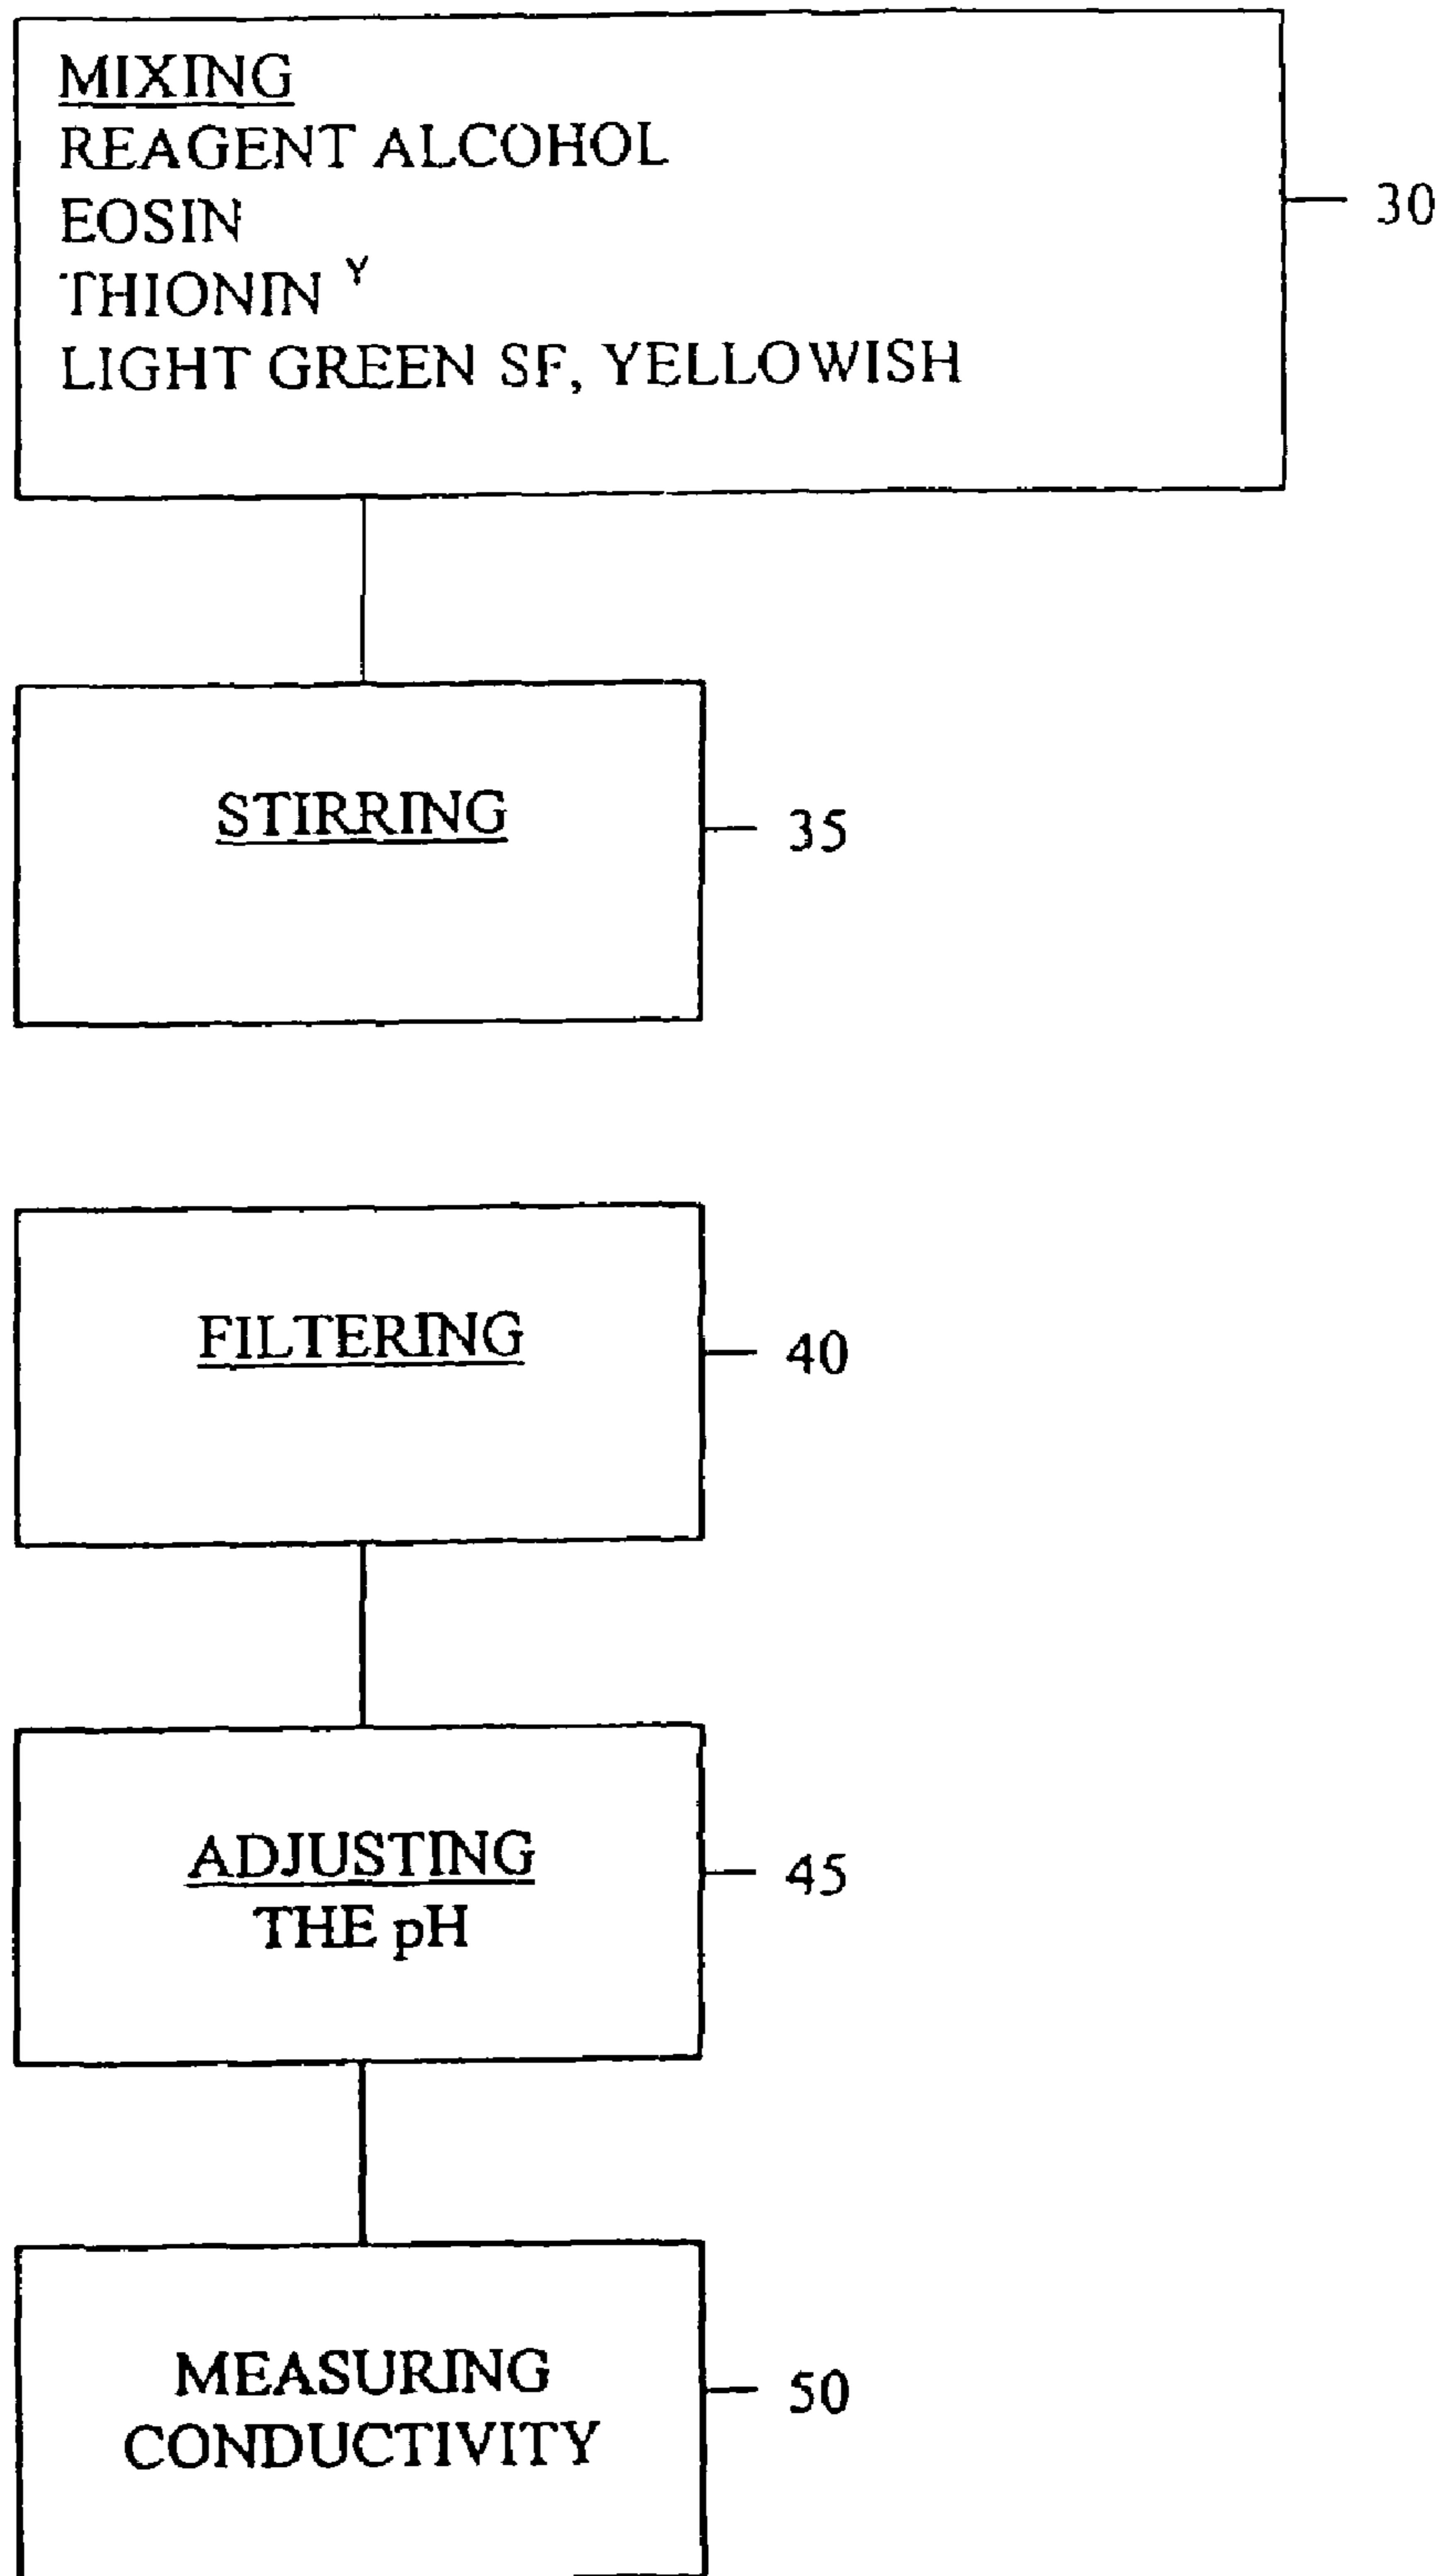 MIXING
REAGENT ALCOHOL
EOSIN
THIONIN Y
LIGHT GREEN SF, YELLOWISH
30
STIRRING
35
FILTERING
40
ADJUSTING
THE pH
45
MEASURING
CONDUCTIVITY
50